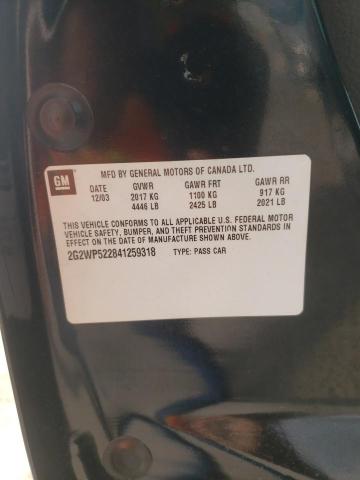 GM
MFD BY GENERAL MOTORS OF CANADA LTD.
DATE GVWR GAWR FRT GAWR RR
12/03 2017 KG 1100 KG 917 KG
4446 LB 2425 LB 2021 LB
THIS VEHICLE CONFORMS TO ALL APPLICABLE U.S. FEDERAL MOTOR
VEHICLE SAFETY, BUMPER, AND THEFT PREVENTION STANDARDS IN
EFFECT ON THE DATE OF MANUFACTURE SHOWN ABOVE.
2G2WP522841259318 TYPE: PASS CAR